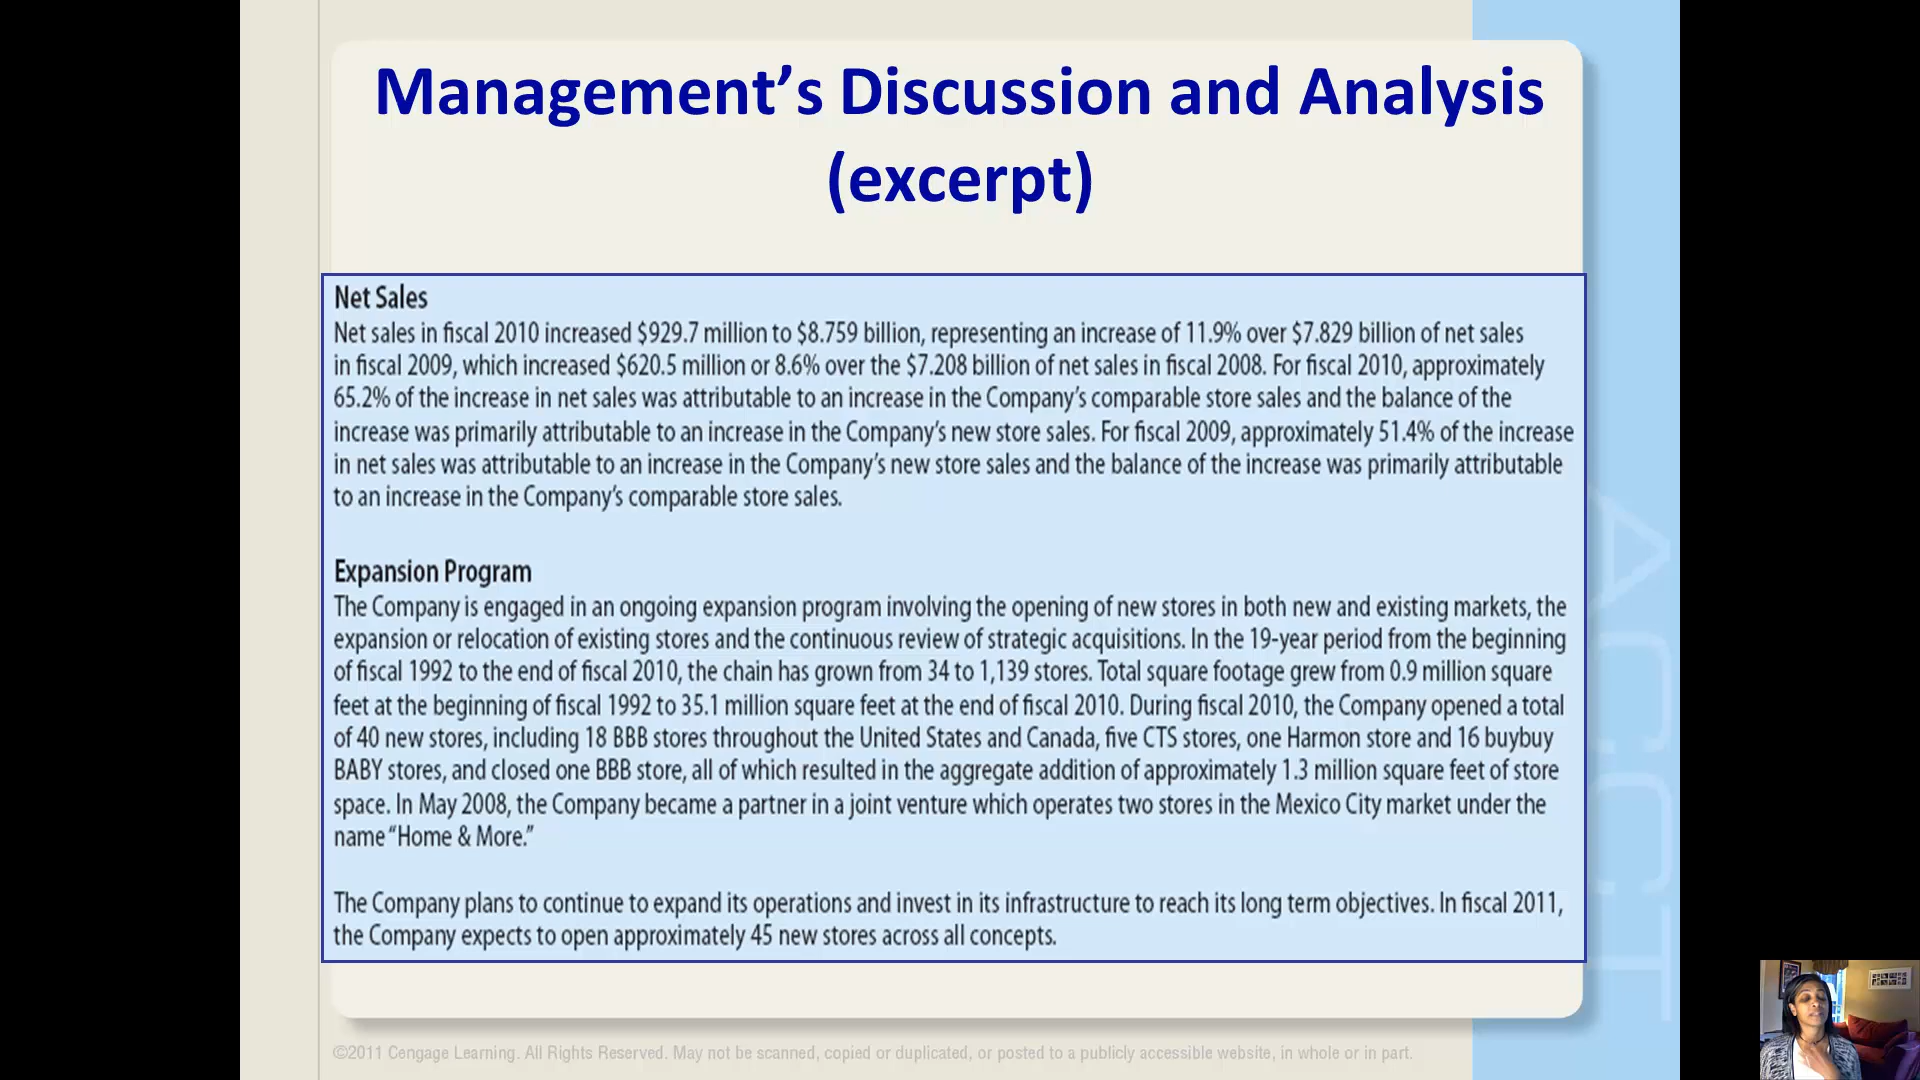 Management’s Discussion and Analysis
(excerpt)
Net Sales
Net sales in fiscal 2010 increased $929.7 million to $8.759 billion, representing an increase of 11.9% over $7.829 billion of net sales
in fiscal 2009, which increased $620.5 million or 8.6% over the $7.208 billion of net sales in fiscal 2008. For fiscal 2010, approximately
65.2% of the increase in net sales was attributable to an increase in the Company’s comparable store sales and the balance of the
increase was primarily attributable to an increase in the Company’s new store sales. For fiscal 2009, approximately 51.4% of the increase
in net sales was attributable to an increase in the Company’s new store sales and the balance of the increase was primarily attributable
to an increase in the Company’s comparable store sales.
Expansion Program
The Company is engaged in an ongoing expansion program involving the opening of new stores in both new and existing markets, the
expansion or relocation of existing stores and the continuous review of strategic acquisitions. In the 19-year period from the beginning
of fiscal 1992 to the end of fiscal 2010, the chain has grown from 34 to 1,139 stores. Total square footage grew from 0.9 million square
feet at the beginning of fiscal 1992 to 35.1 million square feet at the end of fiscal 2010. During fiscal 2010, the Company opened a total
of 40 new stores, including 18 BBB stores throughout the United States and Canada, five CTS stores, one Harmon store and 16 buybuy
BABY stores, and closed one BBB store, all of which resulted in the aggregate addition of approximately 1.3 million square feet of store
space. In May 2008, the Company became a partner in a joint venture which operates two stores in the Mexico City market under the
name “Home & More.”
The Company plans to continue to expand its operations and invest in its infrastructure to reach its long term objectives. In fiscal 2011,
the Company expects to open approximately 45 new stores across all concepts.
ACCT
©2011 Cengage Learning. All Rights Reserved. May not be scanned, copied or duplicated, or posted to a publicly accessible website, in whole or in part.